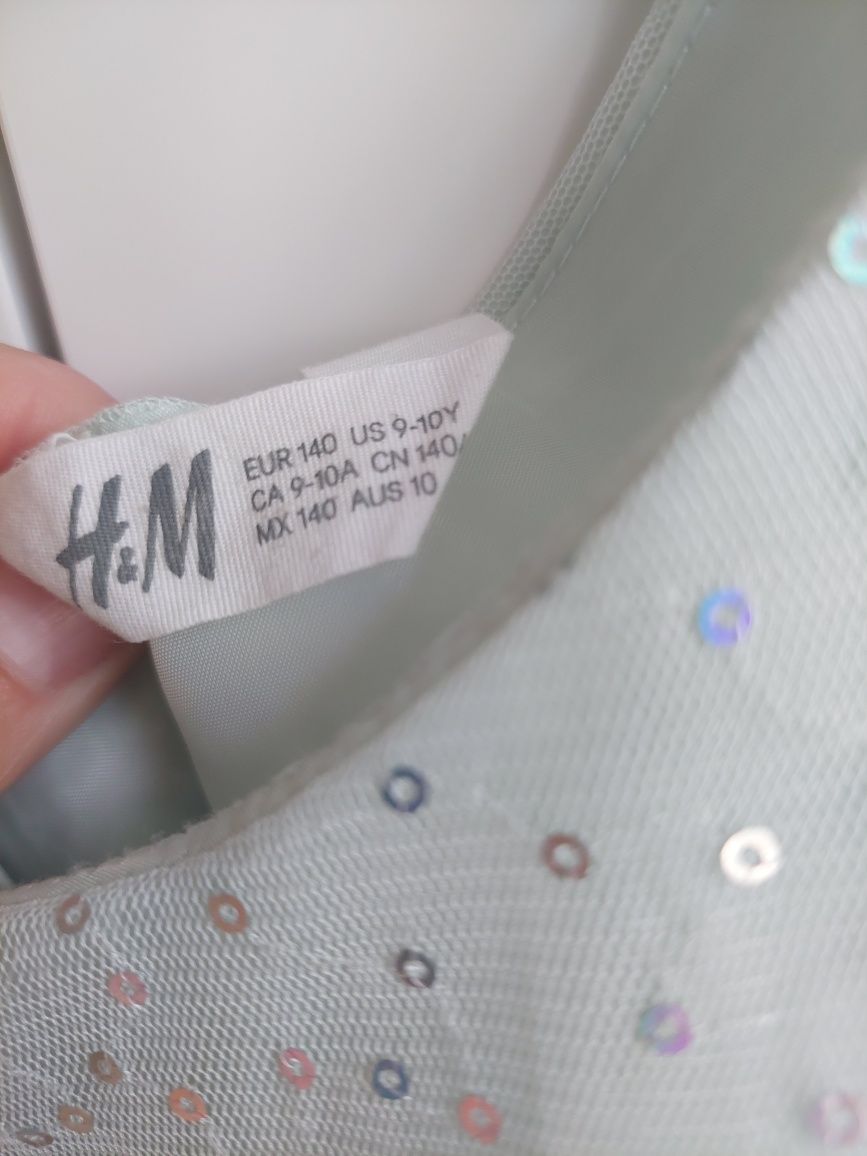 H&M
EUR 140 US 9-10Y
CA 9-10A CN 140
MX 140 AUS 10